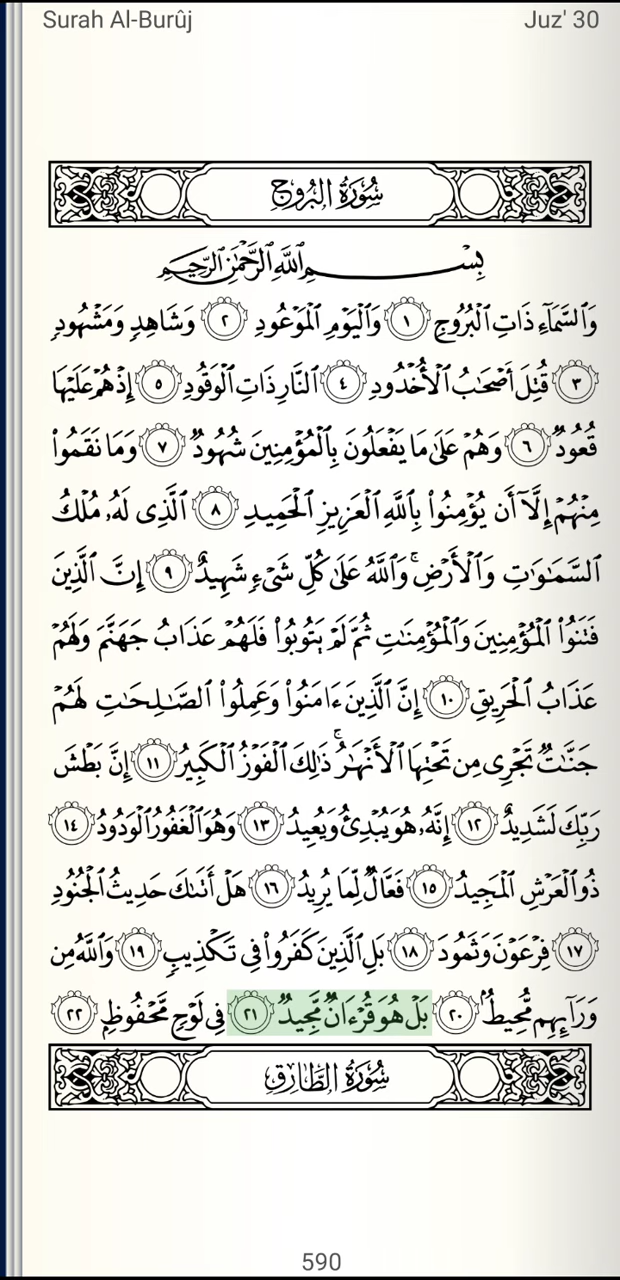 Surah Al-Burûj
Juz' 30
سُورَةُ البُرُوجِ
بِسْمِ ٱللَّهِ ٱلرَّحْمَٰنِ ٱلرَّحِيمِ
وَٱلسَّمَآءِ ذَاتِ ٱلْبُرُوجِ ١ وَٱلْيَوْمِ ٱلْمَوْعُودِ ٢ وَشَاهِدٍ وَمَشْهُودٍ
٣ قُتِلَ أَصْحَٰبُ ٱلْأُخْدُودِ ٤ ٱلنَّارِ ذَاتِ ٱلْوَقُودِ ٥ إِذْ هُمْ عَلَيْهَا
قُعُودٌ ٦ وَهُمْ عَلَىٰ مَا يَفْعَلُونَ بِٱلْمُؤْمِنِينَ شُهُودٌ ٧ وَمَا نَقَمُوا۟
مِنْهُمْ إِلَّآ أَن يُؤْمِنُوا۟ بِٱللَّهِ ٱلْعَزِيزِ ٱلْحَمِيدِ ٨ ٱلَّذِى لَهُۥ مُلْكُ
ٱلسَّمَٰوَٰتِ وَٱلْأَرْضِ ۚ وَٱللَّهُ عَلَىٰ كُلِّ شَىْءٍ شَهِيدٌ ٩ إِنَّ ٱلَّذِينَ
فَتَنُوا۟ ٱلْمُؤْمِنِينَ وَٱلْمُؤْمِنَٰتِ ثُمَّ لَمْ يَتُوبُوا۟ فَلَهُمْ عَذَابُ جَهَنَّمَ وَلَهُمْ
عَذَابُ ٱلْحَرِيقِ ١٠ إِنَّ ٱلَّذِينَ ءَامَنُوا۟ وَعَمِلُوا۟ ٱلصَّٰلِحَٰتِ لَهُمْ
جَنَّٰتٌ تَجْرِى مِن تَحْتِهَا ٱلْأَنْهَٰرُ ۚ ذَٰلِكَ ٱلْفَوْزُ ٱلْكَبِيرُ ١١ إِنَّ بَطْشَ
رَبِّكَ لَشَدِيدٌ ١٢ إِنَّهُۥ هُوَ يُبْدِئُ وَيُعِيدُ ١٣ وَهُوَ ٱلْغَفُورُ ٱلْوَدُودُ ١٤
ذُو ٱلْعَرْشِ ٱلْمَجِيدُ ١٥ فَعَّالٌ لِّمَا يُرِيدُ ١٦ هَلْ أَتَىٰكَ حَدِيثُ ٱلْجُنُودِ
١٧ فِرْعَوْنَ وَثَمُودَ ١٨ بَلِ ٱلَّذِينَ كَفَرُوا۟ فِى تَكْذِيبٍ ١٩ وَٱللَّهُ مِن
وَرَآئِهِم مُّحِيطٌۢ ٢٠ بَلْ هُوَ قُرْءَانٌ مَّجِيدٌ ٢١ فِى لَوْحٍ مَّحْفُوظٍۭ ٢٢
سُورَةُ الطَّارِقِ
590